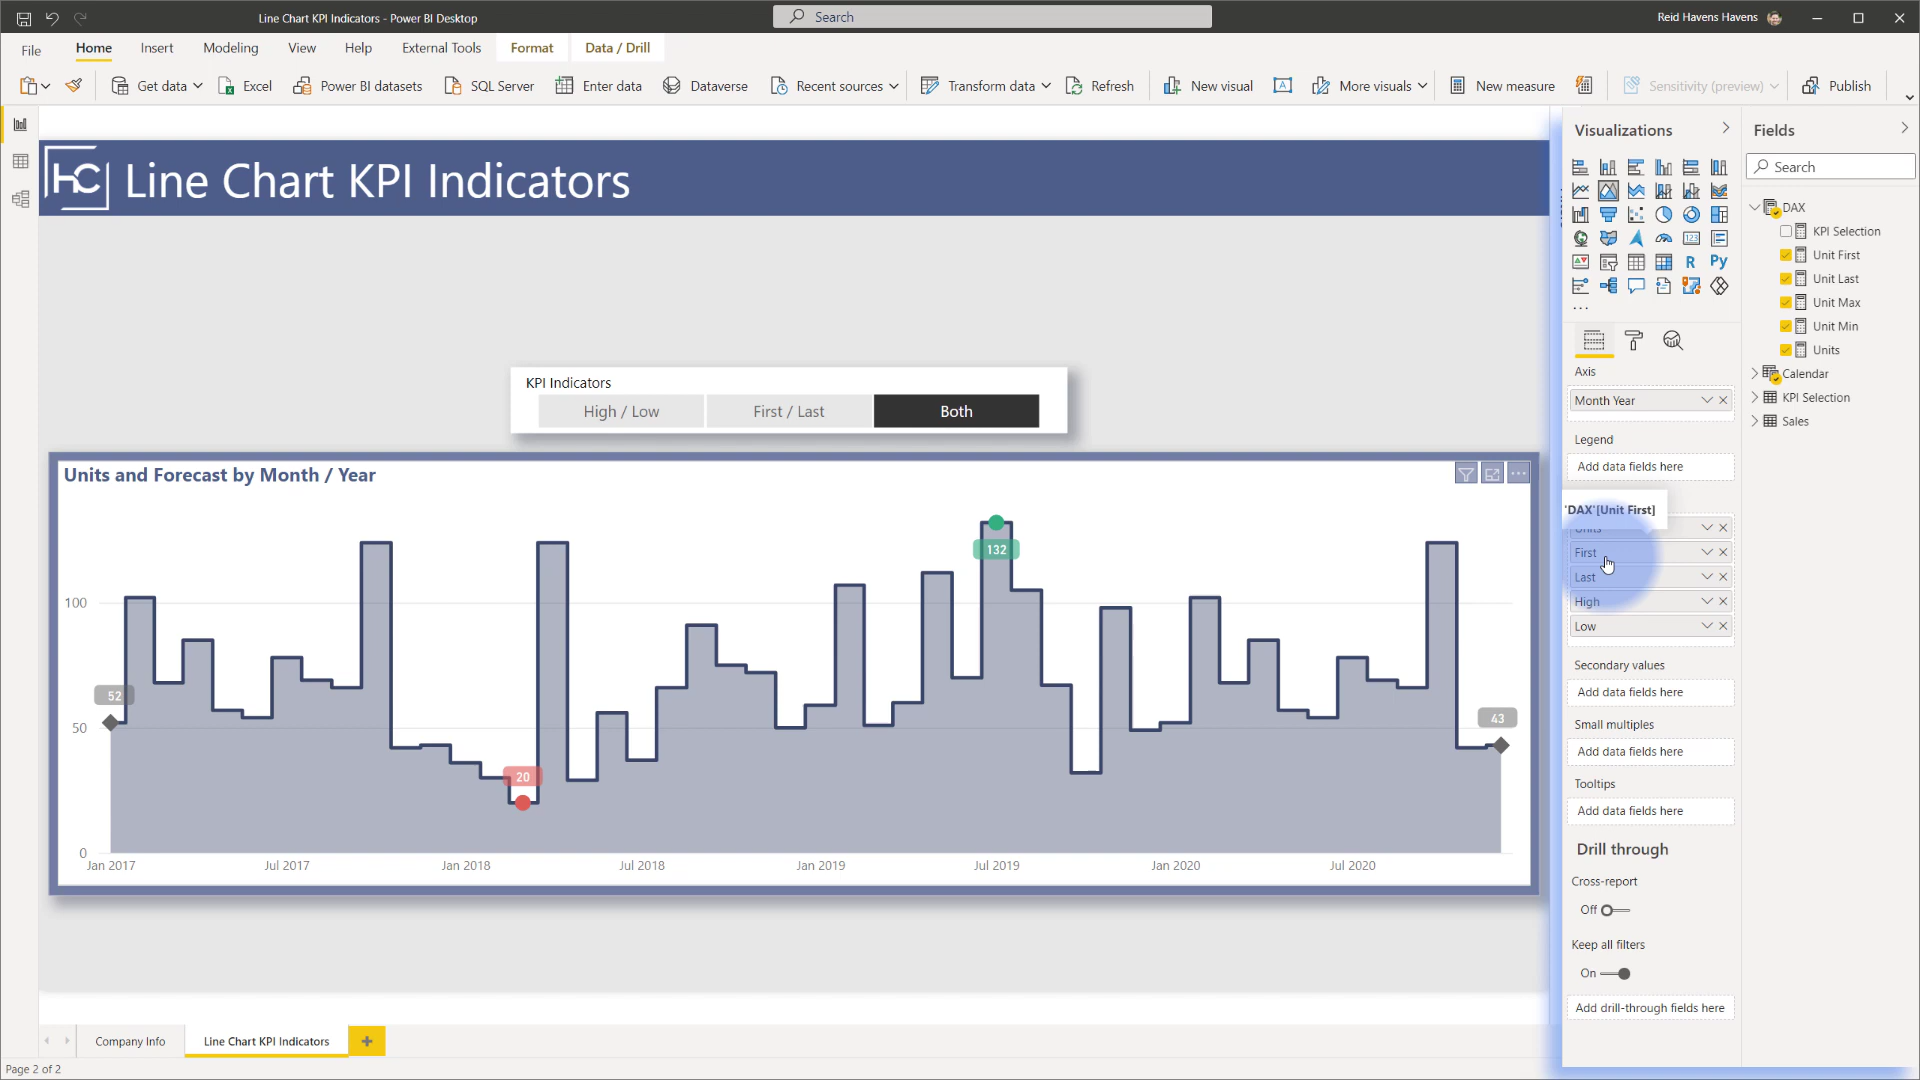 Line Chart KPI Indicators - Power BI Desktop
Search
Reid Havens Havens
File
Home
Insert
Modeling
View
Help
External Tools
Format
Data / Drill
Get data
Excel
Power BI datasets
SQL Server
Enter data
Dataverse
Recent sources
Transform data
Refresh
New visual
More visuals
New measure
Sensitivity (preview)
Publish
HC
Line Chart KPI Indicators
KPI Indicators
High / Low
First / Last
Both
Units and Forecast by Month / Year
100
50
0
52
20
132
43
Jan 2017
Jul 2017
Jan 2018
Jul 2018
Jan 2019
Jul 2019
Jan 2020
Jul 2020
Visualizations
123
R
Py
...
Axis
Month Year
Legend
Add data fields here
'DAX'[Unit First]
Units
First
Last
High
Low
Secondary values
Add data fields here
Small multiples
Add data fields here
Tooltips
Add data fields here
Drill through
Cross-report
Off
Keep all filters
On
Add drill-through fields here
Fields
Search
DAX
KPI Selection
Unit First
Unit Last
Unit Max
Unit Min
Units
Calendar
KPI Selection
Sales
Company Info
Line Chart KPI Indicators
Page 2 of 2